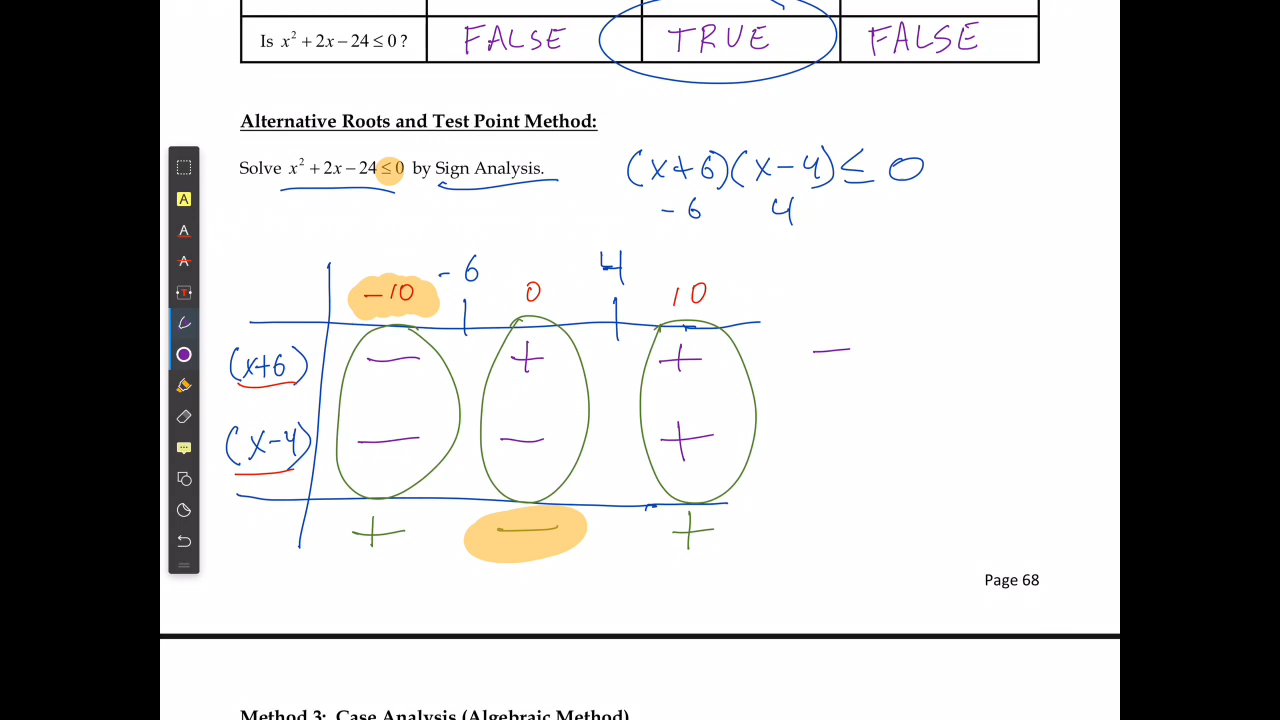 Is x² + 2x − 24 ≤ 0 ? FALSE TRUE FALSE
Alternative Roots and Test Point Method:
Solve x² + 2x − 24 ≤ 0 by Sign Analysis. (x+6)(x−4) ≤ 0
−6 4
-6 4
−10 0 10
(x+6) − + + −
(x−4) − − +
+ − +
Page 68
Method 3: Case Analysis (Algebraic Method)